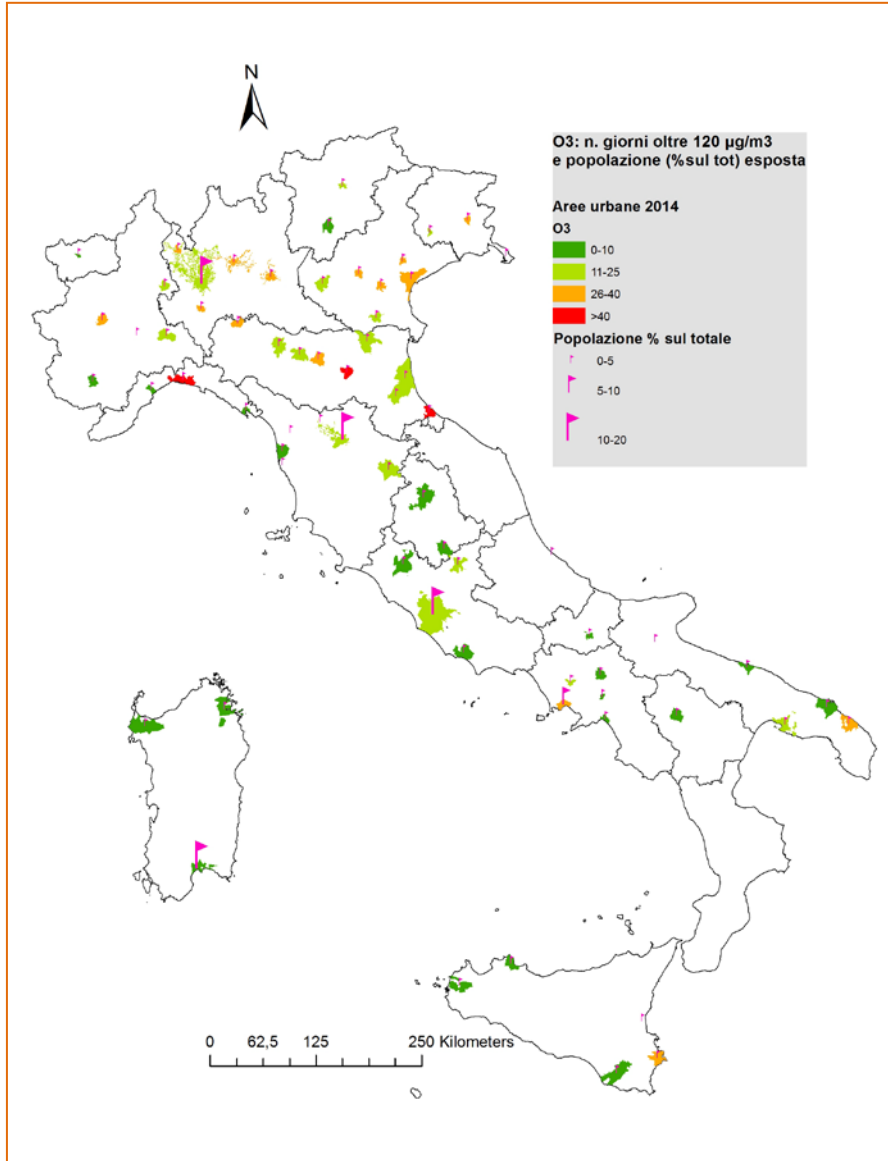 N
O3: n. giorni oltre 120 µg/m3
e popolazione (%sul tot) esposta
Aree urbane 2014
O3
0-10
11-25
26-40
>40
Popolazione % sul totale
0-5
5-10
10-20
0 62,5 125 250 Kilometers